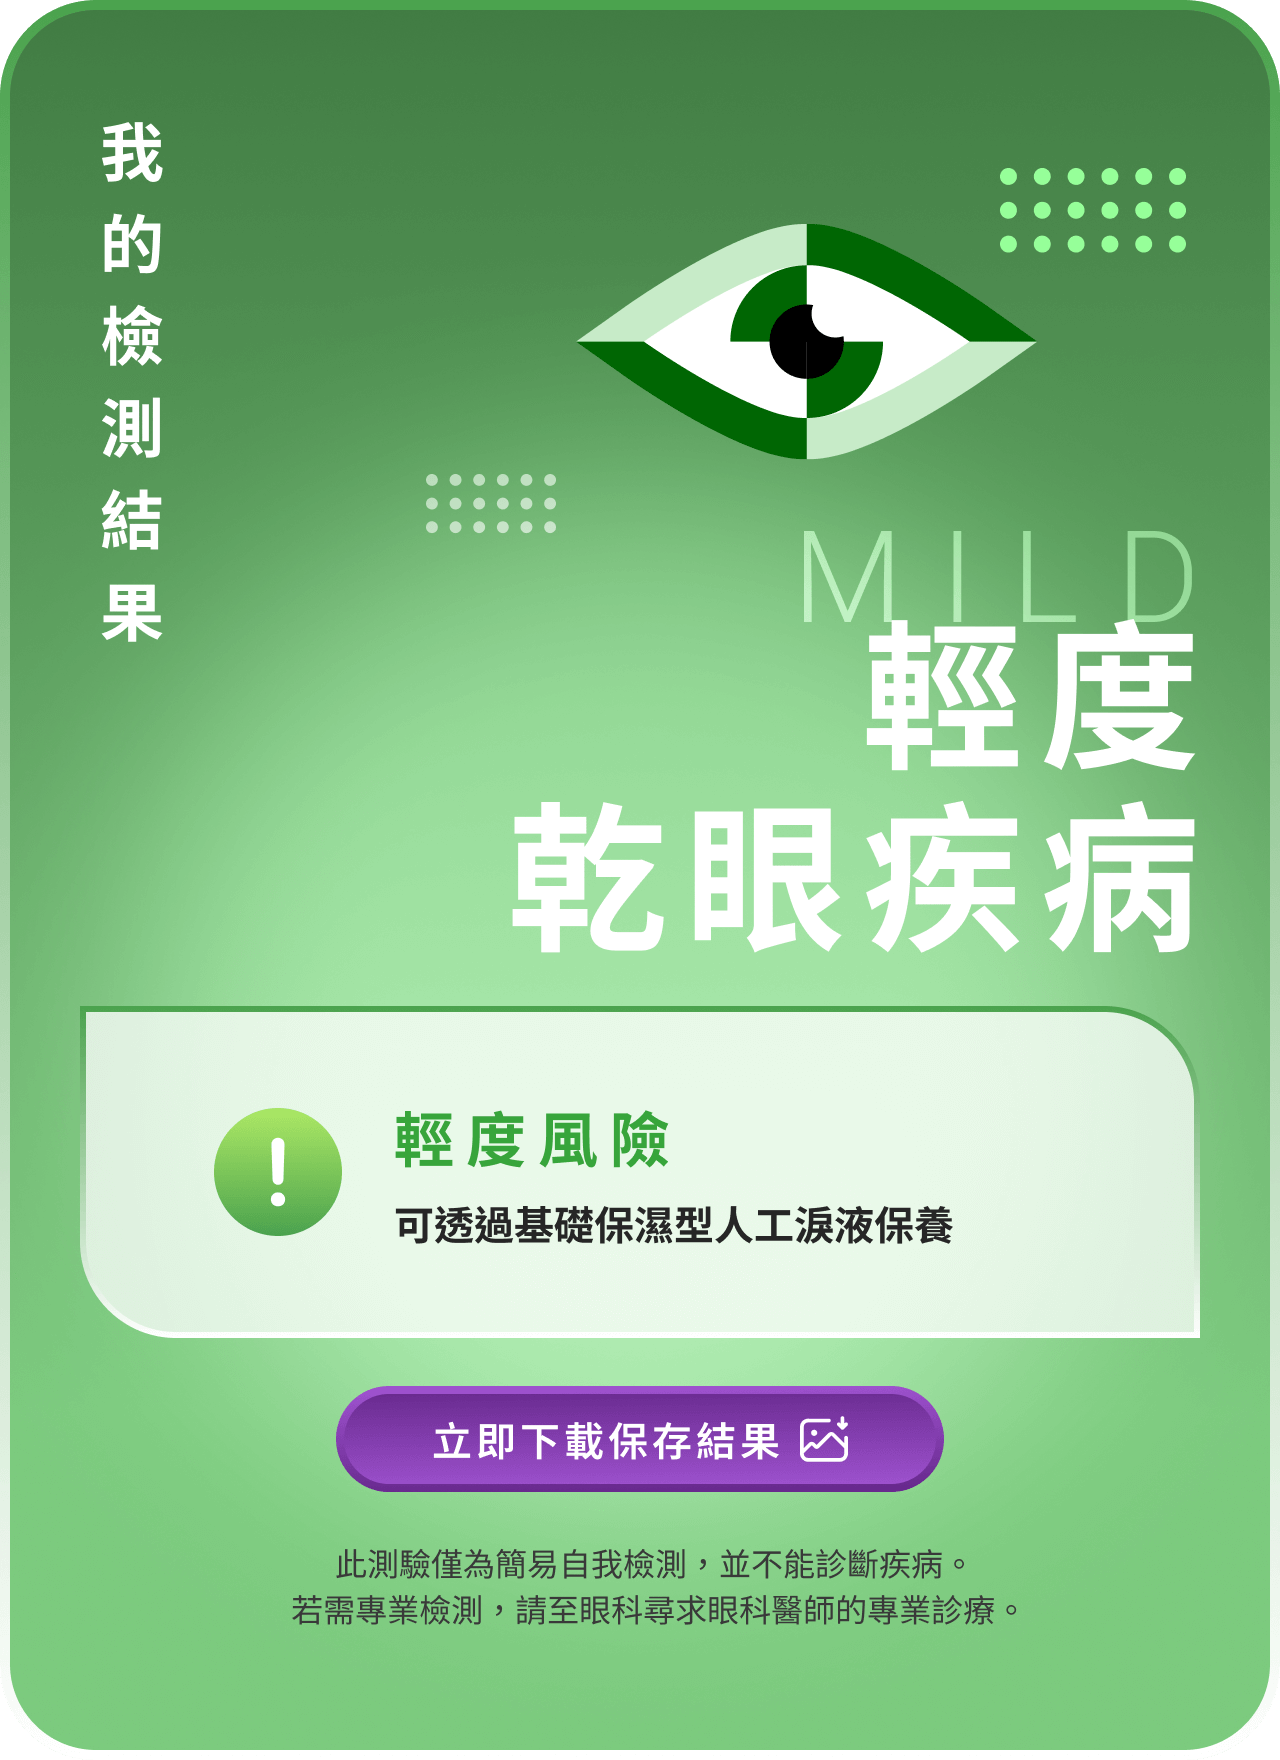 我的檢測結果
MILD
輕度
乾眼疾病
輕度風險
可透過基礎保濕型人工淚液保養
立即下載保存結果
此測驗僅為簡易自我檢測，並不能診斷疾病。
若需專業檢測，請至眼科尋求眼科醫師的專業診療。